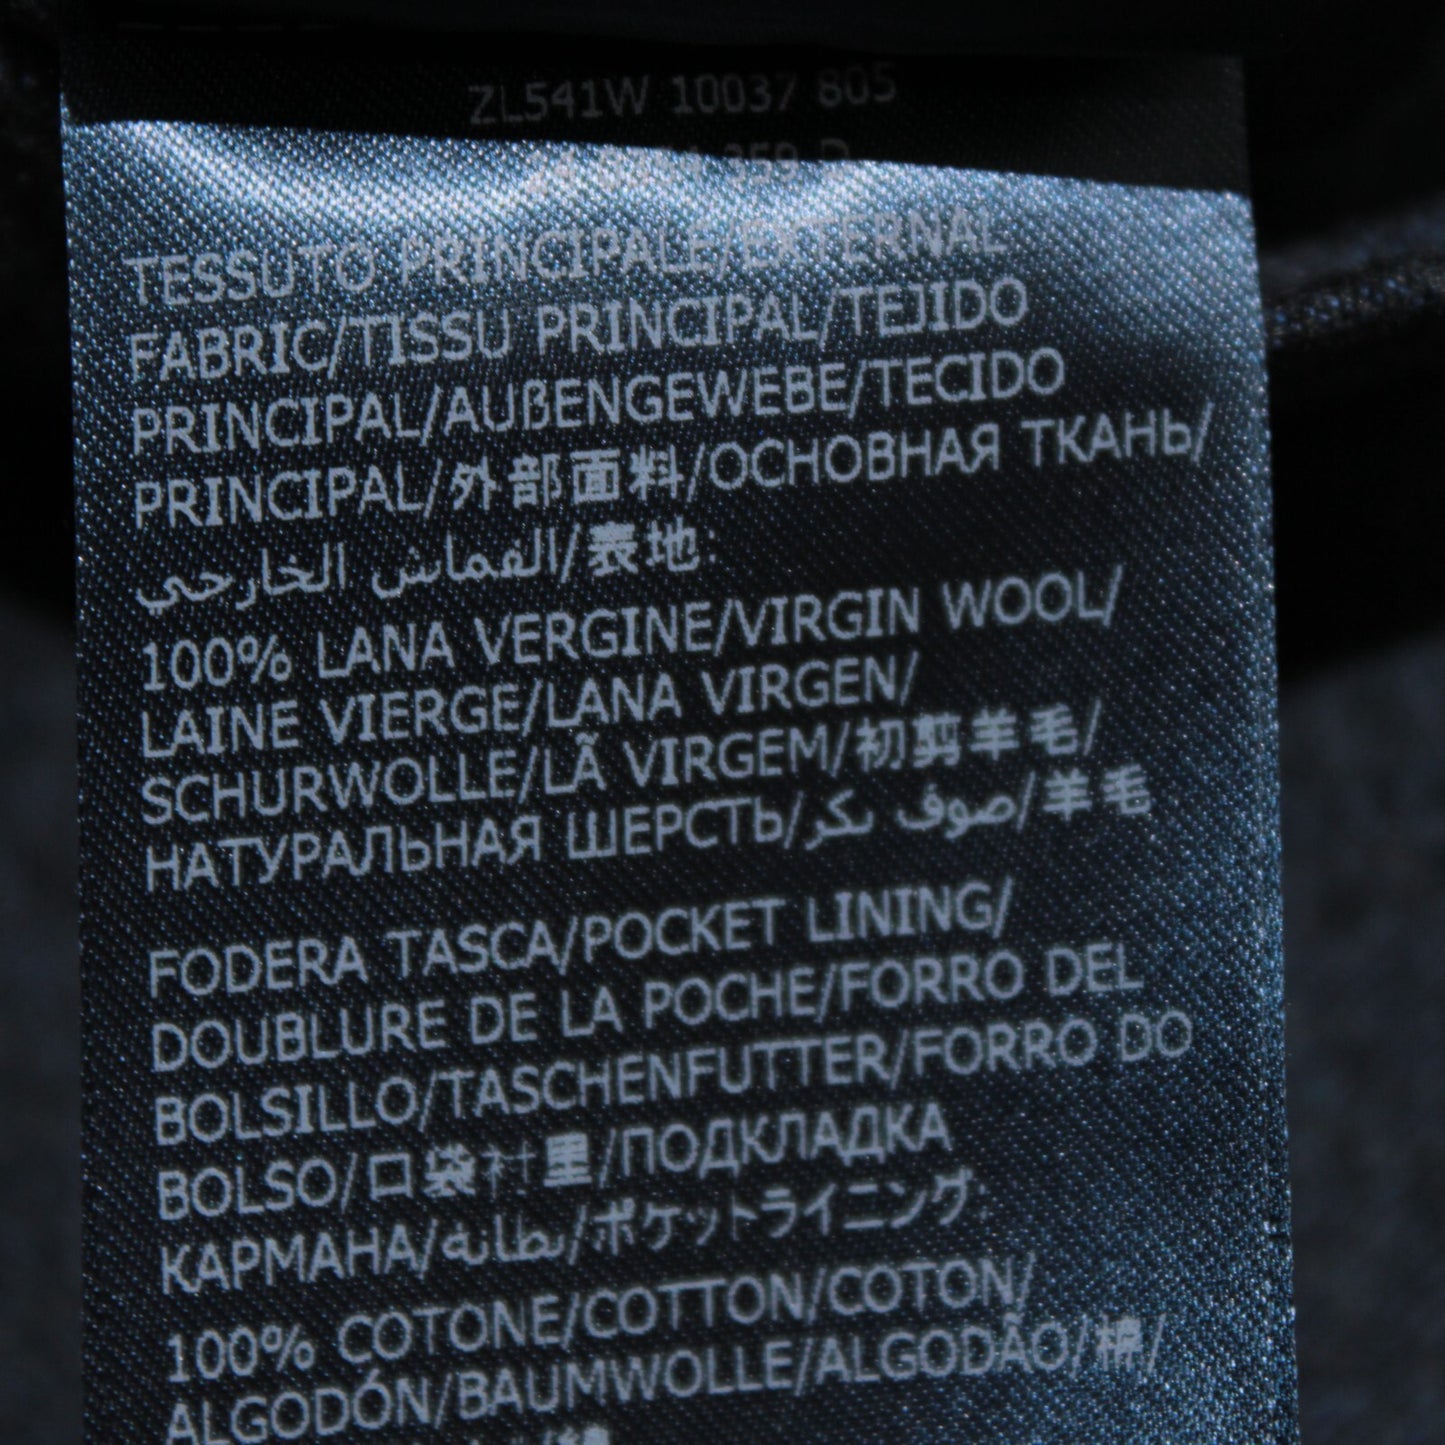 ZL541W 10037 805
359
TESSUTO PRINCIPALE/EXTERNAL
FABRIC/TISSU PRINCIPAL/TEJIDO
PRINCIPAL/AUßENGEWEBE/TECIDO
PRINCIPAL/外部面料/ОСНОВНАЯ ТКАНЬ/
القماش الخارجي/表地:
100% LANA VERGINE/VIRGIN WOOL/
LAINE VIERGE/LANA VIRGEN/
SCHURWOLLE/LÃ VIRGEM/初剪羊毛/
НАТУРАЛЬНАЯ ШЕРСТЬ/صوف بكر/羊毛
FODERA TASCA/POCKET LINING/
DOUBLURE DE LA POCHE/FORRO DEL
BOLSILLO/TASCHENFUTTER/FORRO DO
BOLSO/口袋衬里/ПОДКЛАДКА
КАРМАНА/بطانه/ポケットライニング:
100% COTONE/COTTON/COTON/
ALGODÓN/BAUMWOLLE/ALGODÃO/棉/